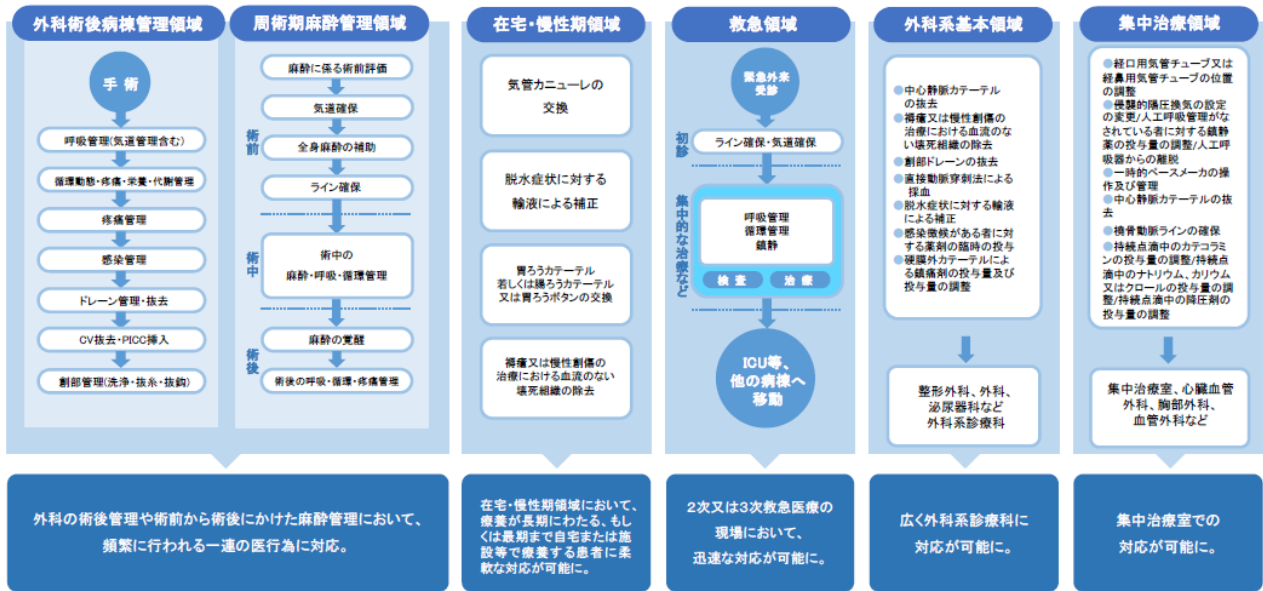 外科術後病棟管理領域
手術
呼吸管理(気道管理含む)
循環動態・疼痛・栄養・代謝管理
疼痛管理
感染管理
ドレーン管理・抜去
CV抜去・PICC挿入
創部管理(洗浄・抜糸・抜鈎)
周術期麻酔管理領域
麻酔に係る術前評価
気道確保
術前
全身麻酔の補助
ライン確保
術中
術中の
麻酔・呼吸・循環管理
術後
麻酔の覚醒
術後の呼吸・循環・疼痛管理
外科の術後管理や術前から術後にかけた麻酔管理において、
頻繁に行われる一連の医行為に対応。
在宅・慢性期領域
気管カニューレの
交換
脱水症状に対する
輸液による補正
胃ろうカテーテル
若しくは腸ろうカテーテル
又は胃ろうボタンの交換
褥瘡又は慢性創傷の
治療における血流のない
壊死組織の除去
在宅・慢性期領域において、
療養が長期にわたる、もし
くは最期まで自宅または施
設等で療養する患者に柔
軟な対応が可能に。
救急領域
緊急外来
受診
初診
ライン確保・気道確保
集中的な治療など
呼吸管理
循環管理
鎮静
検査
治療
ICU等、
他の病棟へ
移動
2次又は3次救急医療の
現場において、
迅速な対応が可能に。
外科系基本領域
●中心静脈カテーテル
の抜去
●褥瘡又は慢性創傷の
治療における血流のな
い壊死組織の除去
●創部ドレーンの抜去
●直接動脈穿刺法による
採血
●脱水症状に対する輸液
による補正
●感染徴候がある者に対
する薬剤の臨時の投与
●硬膜外カテーテルによ
る鎮痛剤の投与量及び
投与量の調整
整形外科、外科、
泌尿器科など
外科系診療科
広く外科系診療科に
対応が可能に。
集中治療領域
●経口用気管チューブ又は
経鼻用気管チューブの位置
の調整
●侵襲的陽圧換気の設定
の変更/人工呼吸管理がな
されている者に対する鎮静
薬の投与量の調整/人工呼
吸器からの離脱
●一時的ペースメーカの操
作及び管理
●中心静脈カテーテルの抜
去
●橈骨動脈ラインの確保
●持続点滴中のカテコラミ
ンの投与量の調整/持続点
滴中のナトリウム、カリウム
又はクロールの投与量の調
整/持続点滴中の降圧剤の
投与量の調整
集中治療室、心臓血管
外科、胸部外科、
血管外科など
集中治療室での
対応が可能に。